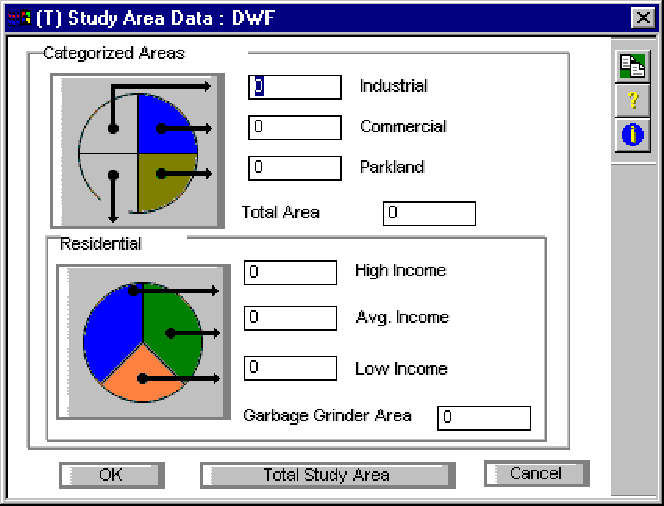 (T) Study Area Data : DWF
Categorized Areas
0 Industrial
0 Commercial
0 Parkland
Total Area 0
Residential
0 High Income
0 Avg. Income
0 Low Income
Garbage Grinder Area 0
OK Total Study Area Cancel